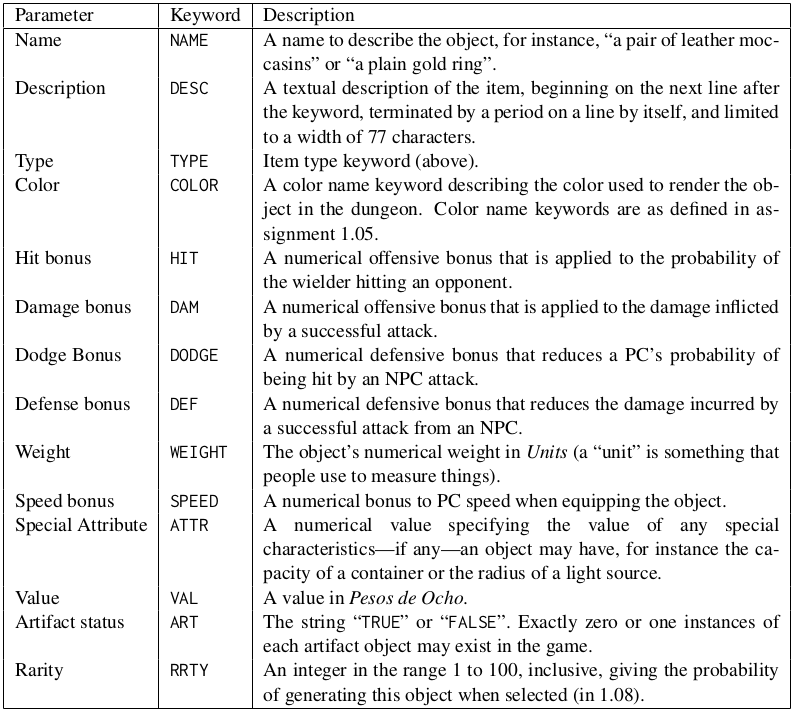 Parameter Keyword Description
Name NAME A name to describe the object, for instance, “a pair of leather moc-
casins” or “a plain gold ring”.
Description DESC A textual description of the item, beginning on the next line after
the keyword, terminated by a period on a line by itself, and limited
to a width of 77 characters.
Type TYPE Item type keyword (above).
Color COLOR A color name keyword describing the color used to render the ob-
ject in the dungeon. Color name keywords are as defined in as-
signment 1.05.
Hit bonus HIT A numerical offensive bonus that is applied to the probability of
the wielder hitting an opponent.
Damage bonus DAM A numerical offensive bonus that is applied to the damage inflicted
by a successful attack.
Dodge Bonus DODGE A numerical defensive bonus that reduces a PC’s probability of
being hit by an NPC attack.
Defense bonus DEF A numerical defensive bonus that reduces the damage incurred by
a successful attack from an NPC.
Weight WEIGHT The object’s numerical weight in Units (a “unit” is something that
people use to measure things).
Speed bonus SPEED A numerical bonus to PC speed when equipping the object.
Special Attribute ATTR A numerical value specifying the value of any special
characteristics—if any—an object may have, for instance the ca-
pacity of a container or the radius of a light source.
Value VAL A value in Pesos de Ocho.
Artifact status ART The string “TRUE” or “FALSE”. Exactly zero or one instances of
each artifact object may exist in the game.
Rarity RRTY An integer in the range 1 to 100, inclusive, giving the probability
of generating this object when selected (in 1.08).